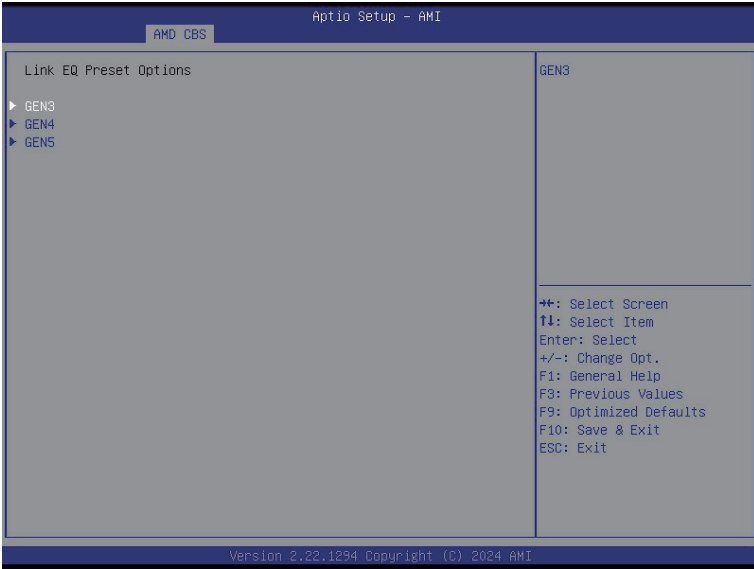 Aptio Setup – AMI
AMD CBS
Link EQ Preset Options
GEN3
GEN4
GEN5
GEN3
→←: Select Screen
↑↓: Select Item
Enter: Select
+/-: Change Opt.
F1: General Help
F3: Previous Values
F9: Optimized Defaults
F10: Save & Exit
ESC: Exit
Version 2.22.1294 Copyright (C) 2024 AMI